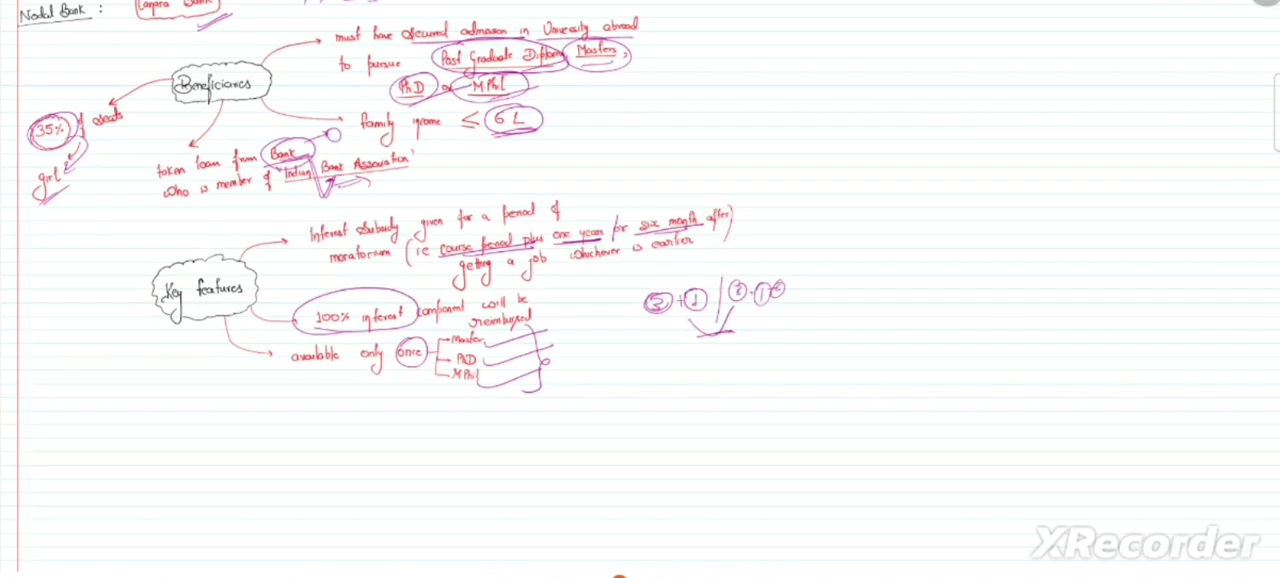 Nodal Bank : Canara Bank
must have secured admission in University abroad
to pursue Post Graduate Diploma, Masters,
PhD or MPhil
Beneficiaries
35% of seats
girl
family income ≤ 6 L
taken loan from Bank
who is member of 'Indian Bank Association'
Interest Subsidy given for a period of
moratorium (i.e course period plus one year / or six month after
getting a job whichever is earlier)
Key features
100% interest component will be
reimbursed
available only once
Master
PhD
MPhil
XRecorder